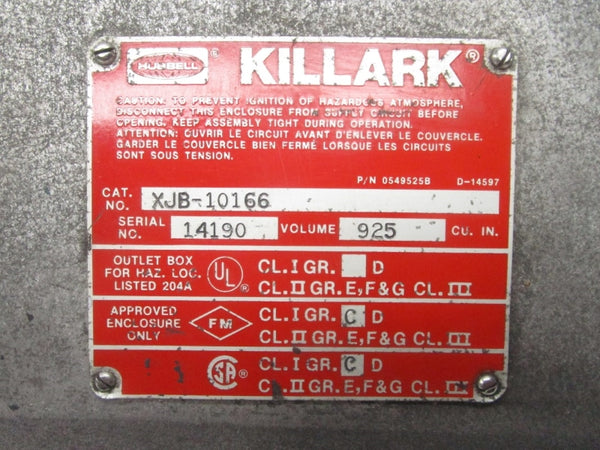 HUBBELL ® KILLARK®
CAUTION: TO PREVENT IGNITION OF HAZARDOUS ATMOSPHERE,
DISCONNECT THIS ENCLOSURE FROM SUPPLY CIRCUIT BEFORE
OPENING. KEEP ASSEMBLY TIGHT DURING OPERATION.
ATTENTION: OUVRIR LE CIRCUIT AVANT D'ENLEVER LE COUVERCLE.
GARDER LE COUVERCLE BIEN FERMÉ LORSQUE LES CIRCUITS
SONT SOUS TENSION.
P/N 0549525B D-14597
CAT. NO. XJB-10166
SERIAL NO. 14190 VOLUME 925 CU. IN.
OUTLET BOX
FOR HAZ. LOC.
LISTED 204A
UL ®
CL. I GR. D
CL. II GR. E, F & G CL. III
APPROVED
ENCLOSURE
ONLY
FM
CL. I GR. C D
CL. II GR. E, F & G CL. III
SA ®
CL. I GR. C D
CL. II GR. E, F & G CL.